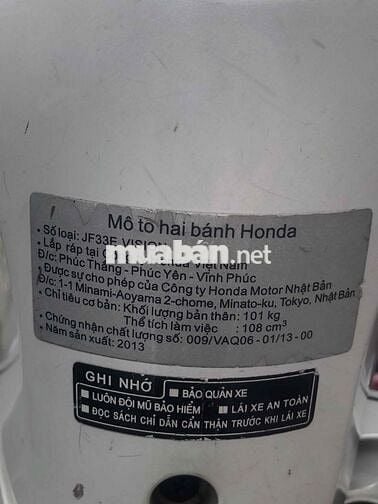 Mô tô hai bánh Honda
• Số loại: JF33E VISION
• Lắp ráp tại Việt Nam
muaban.net
Đ/c: Phúc Thắng - Phúc Yên - Vĩnh Phúc
• Được sự cho phép của Công ty Honda Motor Nhật Bản
Đ/c: 1-1 Minami-Aoyama 2-chome, Minato-ku, Tokyo, Nhật Bản
• Chỉ tiêu cơ bản: Khối lượng bản thân: 101 kg
Thể tích làm việc : 108 cm³
• Chứng nhận chất lượng số: 009/VAQ06 - 01/13 - 00
• Năm sản xuất: 2013
GHI NHỚ
BẢO QUẢN XE
LUÔN ĐỘI MŨ BẢO HIỂM
LÁI XE AN TOÀN
ĐỌC SÁCH CHỈ DẪN CẨN THẬN TRƯỚC KHI LÁI XE